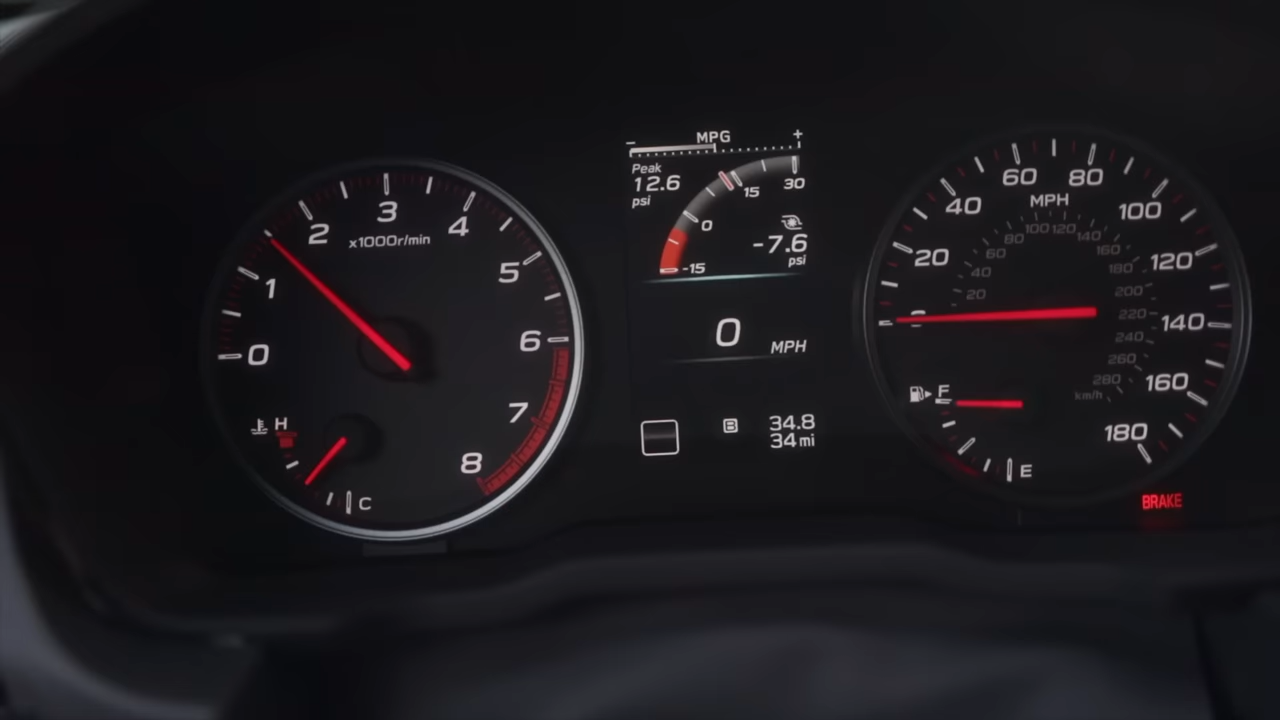 0
1
2
3
4
5
6
7
8
x1000r/min
H
C
- MPG +
Peak
12.6
psi
-15
0
15
30
-7.6
psi
0 MPH
B 34.8
34 mi
20
40
60
80
100
120
140
160
180
MPH
20
40
60
80
100
120
140
160
180
200
220
240
260
280
km/h
F
E
BRAKE